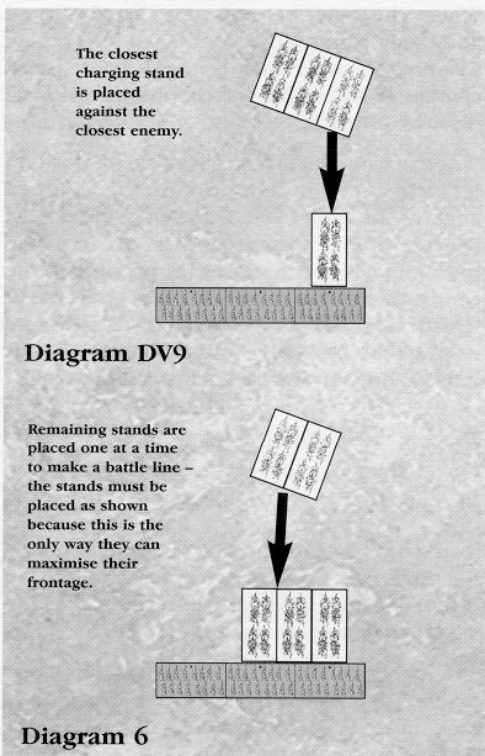 The closest
charging stand
is placed
against the
closest enemy.
Diagram DV9
Remaining stands are
placed one at a time
to make a battle line –
the stands must be
placed as shown
because this is the
only way they can
maximise their
frontage.
Diagram 6